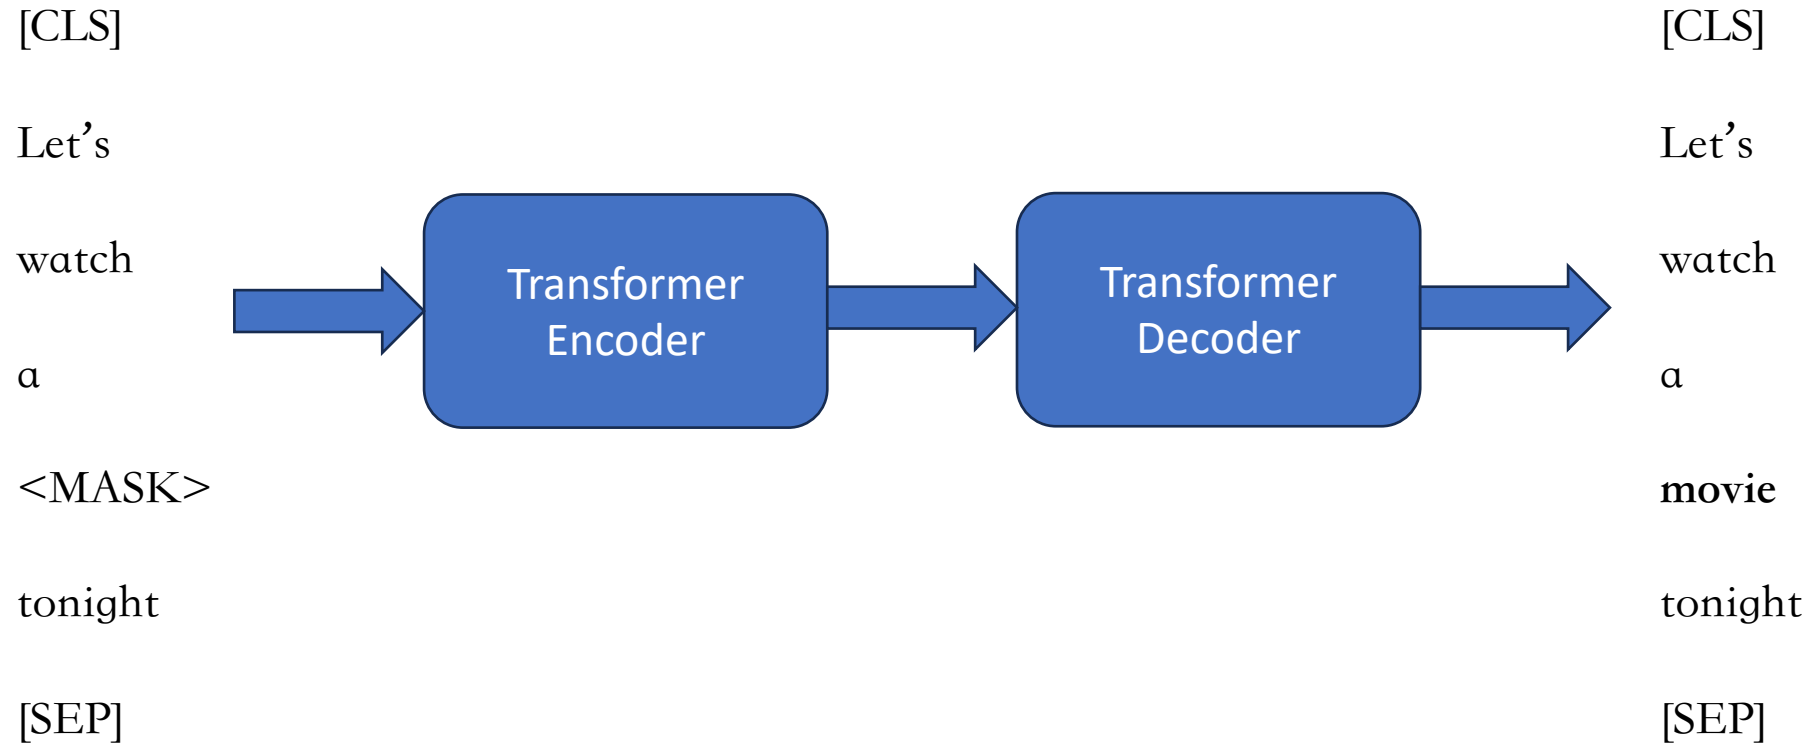 [CLS]
Let’s
watch
a
<MASK>
tonight
[SEP]
Transformer
Encoder
Transformer
Decoder
[CLS]
Let’s
watch
a
movie
tonight
[SEP]